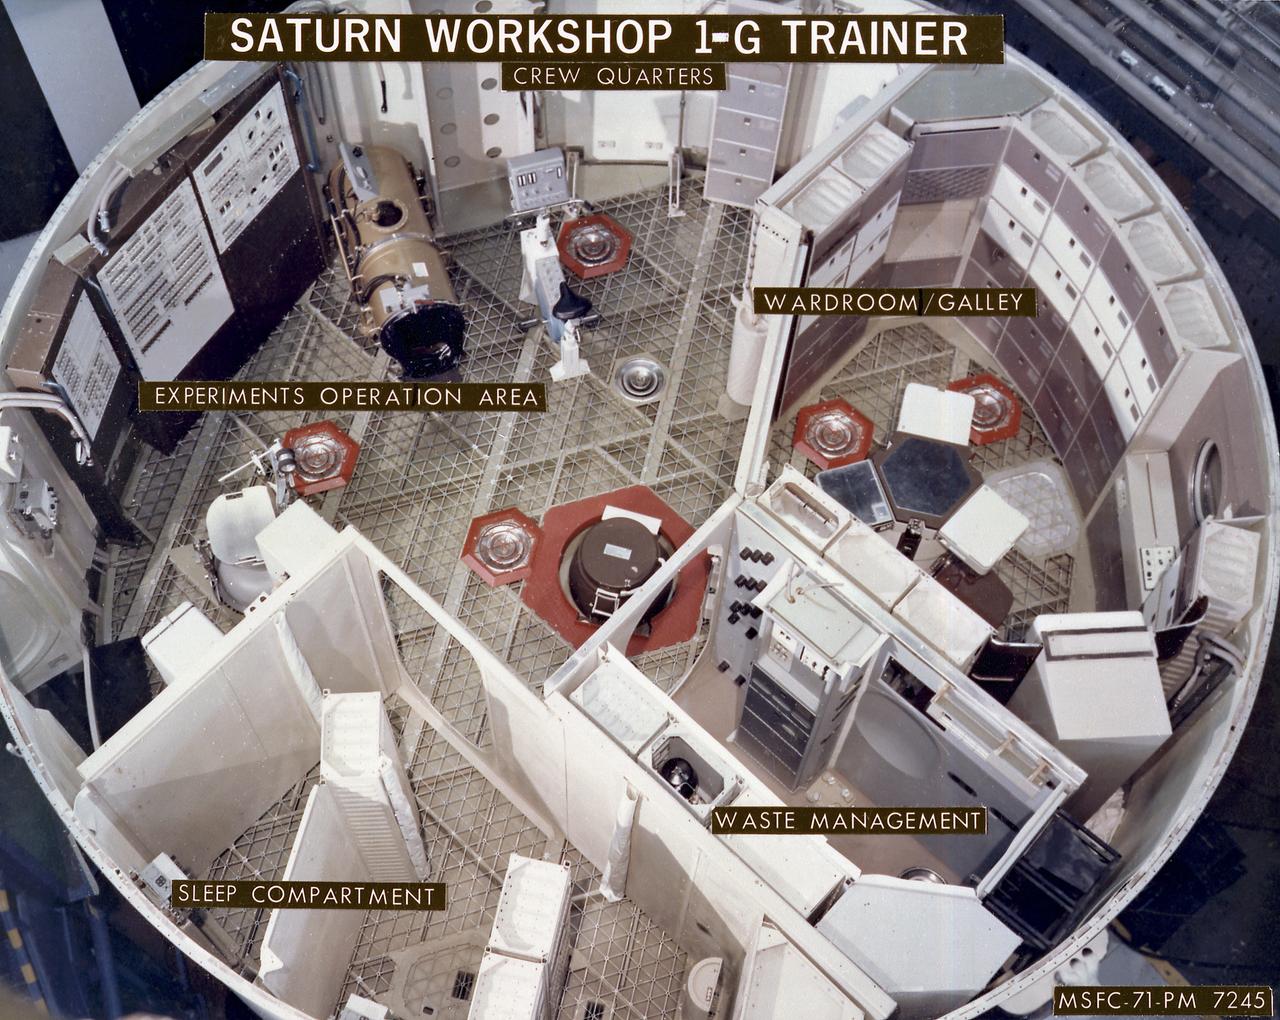 SATURN WORKSHOP 1-G TRAINER
CREW QUARTERS
WARDROOM/GALLEY
EXPERIMENTS OPERATION AREA
WASTE MANAGEMENT
SLEEP COMPARTMENT
MSFC-71-PM 7245